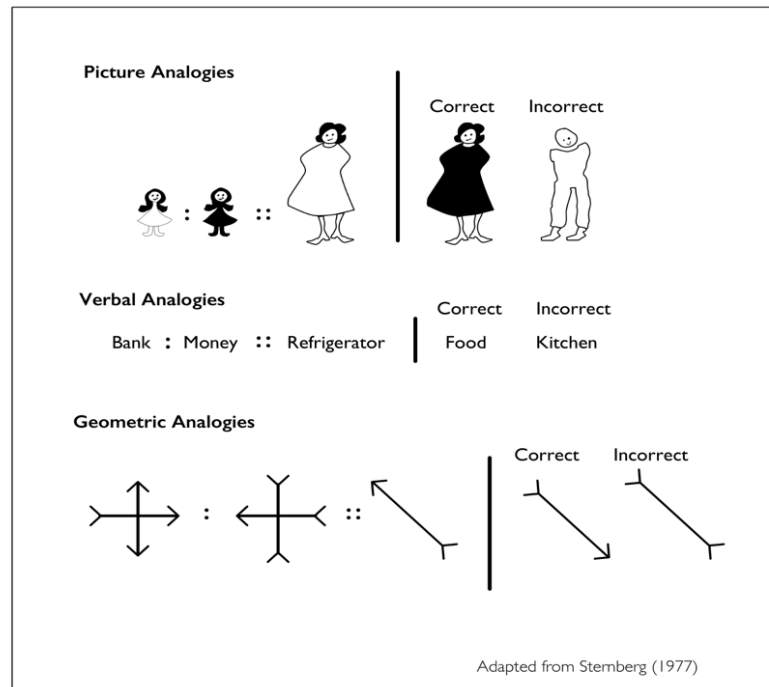 Picture Analogies
Correct Incorrect
: ::
Verbal Analogies
Correct Incorrect
Bank : Money :: Refrigerator Food Kitchen
Geometric Analogies
Correct Incorrect
: ::
Adapted from Sternberg (1977)